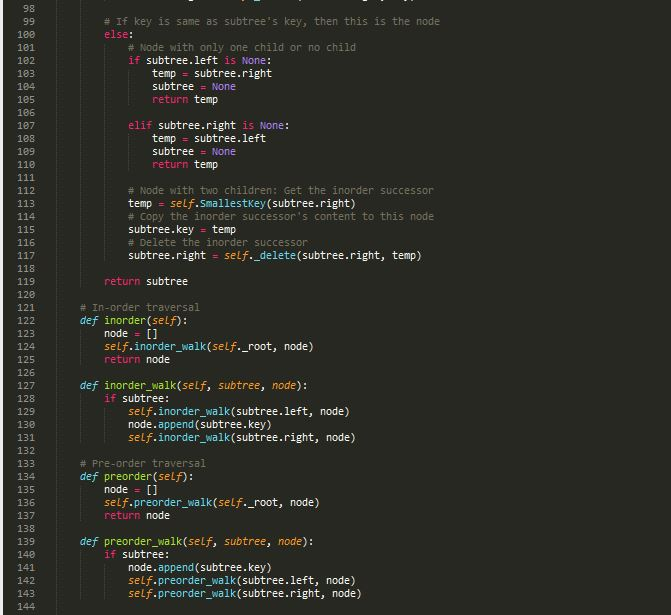 98
99 # If key is same as subtree's key, then this is the node
100 else:
101 # Node with only one child or no child
102 if subtree.left is None:
103 temp = subtree.right
104 subtree = None
105 return temp
106
107 elif subtree.right is None:
108 temp = subtree.left
109 subtree = None
110 return temp
111
112 # Node with two children: Get the inorder successor
113 temp = self.SmallestKey(subtree.right)
114 # Copy the inorder successor's content to this node
115 subtree.key = temp
116 # Delete the inorder successor
117 subtree.right = self._delete(subtree.right, temp)
118
119 return subtree
120
121 # In-order traversal
122 def inorder(self):
123 node = []
124 self.inorder_walk(self._root, node)
125 return node
126
127 def inorder_walk(self, subtree, node):
128 if subtree:
129 self.inorder_walk(subtree.left, node)
130 node.append(subtree.key)
131 self.inorder_walk(subtree.right, node)
132
133 # Pre-order traversal
134 def preorder(self):
135 node = []
136 self.preorder_walk(self._root, node)
137 return node
138
139 def preorder_walk(self, subtree, node):
140 if subtree:
141 node.append(subtree.key)
142 self.preorder_walk(subtree.left, node)
143 self.preorder_walk(subtree.right, node)
144